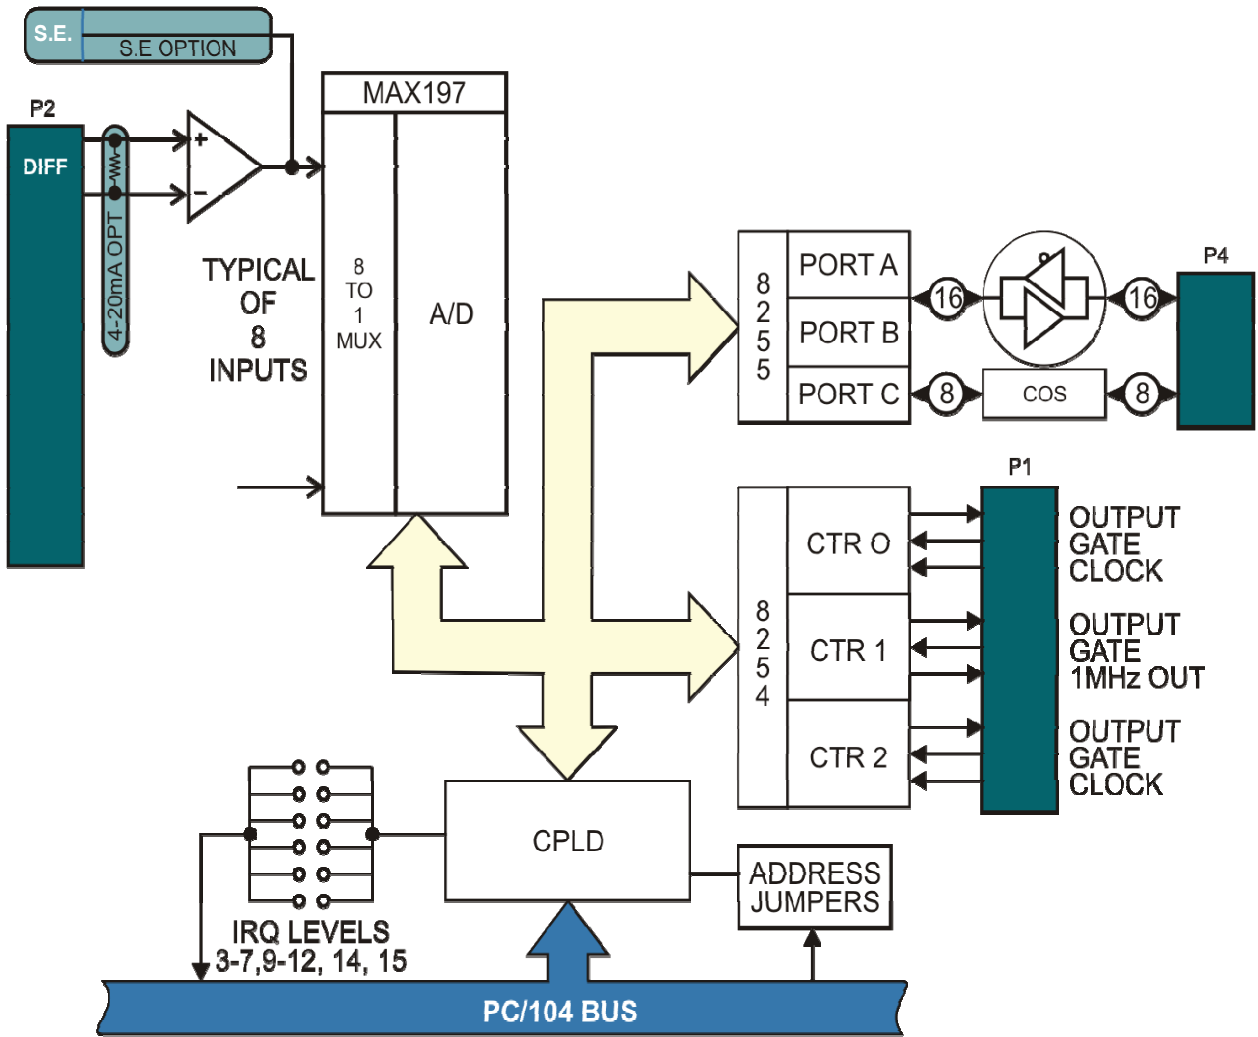 S.E.
S.E OPTION
P2
DIFF
+
−
4-20mA OPT
TYPICAL
OF
8
INPUTS
MAX197
8
TO
1
MUX
A/D
8
2
5
5
PORT A
PORT B
PORT C
16
8
COS
16
8
P4
8
2
5
4
CTR O
CTR 1
CTR 2
P1
OUTPUT
GATE
CLOCK
OUTPUT
GATE
1MHz OUT
OUTPUT
GATE
CLOCK
CPLD
ADDRESS
JUMPERS
IRQ LEVELS
3-7,9-12, 14, 15
PC/104 BUS